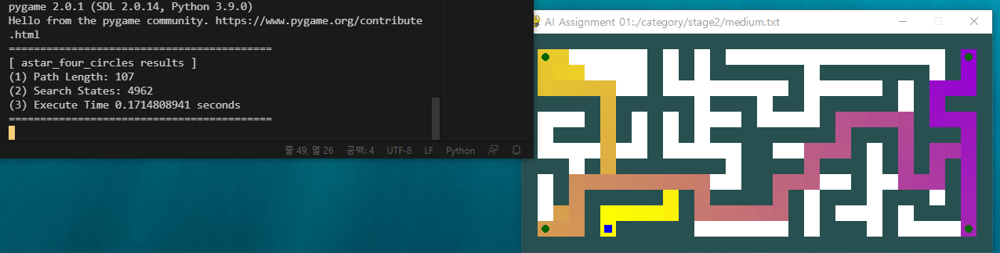 pygame 2.0.1 (SDL 2.0.14, Python 3.9.0)
Hello from the pygame community. https://www.pygame.org/contribute
.html
==========================================
[ astar_four_circles results ]
(1) Path Length: 107
(2) Search States: 4962
(3) Execute Time 0.1714808941 seconds
==========================================
줄 49, 열 26 공백: 4 UTF-8 LF Python
AI Assignment 01:./category/stage2/medium.txt